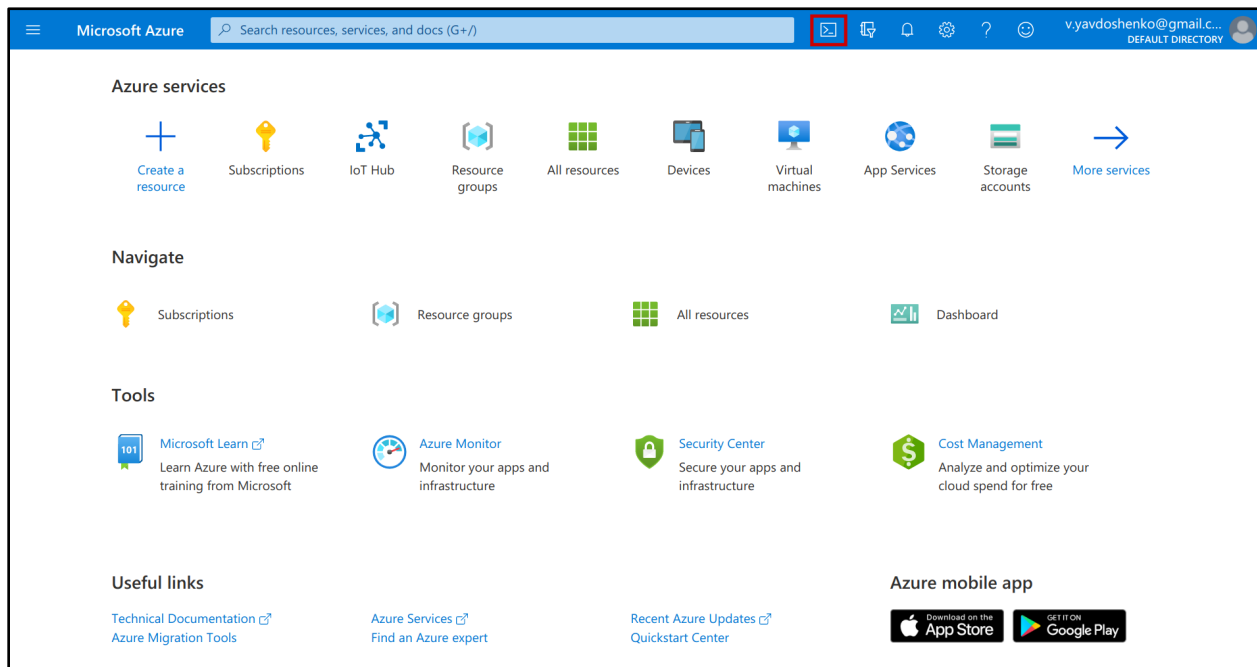 Microsoft Azure
Search resources, services, and docs (G+/)
v.yavdoshenko@gmail.c...
DEFAULT DIRECTORY
Azure services
Create a resource
Subscriptions
IoT Hub
Resource groups
All resources
Devices
Virtual machines
App Services
Storage accounts
More services
Navigate
Subscriptions
Resource groups
All resources
Dashboard
Tools
101
Microsoft Learn
Learn Azure with free online
training from Microsoft
Azure Monitor
Monitor your apps and
infrastructure
Security Center
Secure your apps and
infrastructure
Cost Management
Analyze and optimize your
cloud spend for free
Useful links
Technical Documentation
Azure Migration Tools
Azure Services
Find an Azure expert
Recent Azure Updates
Quickstart Center
Azure mobile app
Download on the
App Store
GET IT ON
Google Play